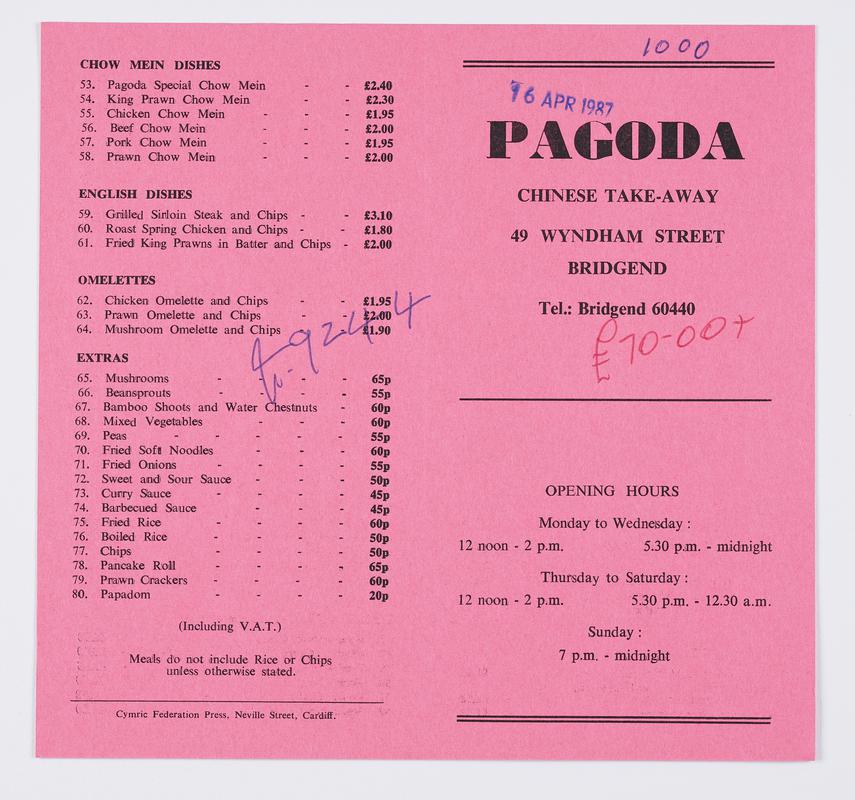 CHOW MEIN DISHES
53. Pagoda Special Chow Mein - - £2.40
54. King Prawn Chow Mein - - £2.30
55. Chicken Chow Mein - - - £1.95
56. Beef Chow Mein - - - £2.00
57. Pork Chow Mein - - - £1.95
58. Prawn Chow Mein - - - £2.00
ENGLISH DISHES
59. Grilled Sirloin Steak and Chips - - £3.10
60. Roast Spring Chicken and Chips - - £1.80
61. Fried King Prawns in Batter and Chips - £2.00
OMELETTES
62. Chicken Omelette and Chips - - £1.95
63. Prawn Omelette and Chips - - £2.00
64. Mushroom Omelette and Chips - - £1.90
EXTRAS
65. Mushrooms - - - - 65p
66. Beansprouts - - - - 55p
67. Bamboo Shoots and Water Chestnuts - 60p
68. Mixed Vegetables - - - 60p
69. Peas - - - - - 55p
70. Fried Soft Noodles - - - 60p
71. Fried Onions - - - - 55p
72. Sweet and Sour Sauce - - - 50p
73. Curry Sauce - - - - 45p
74. Barbecued Sauce - - - 45p
75. Fried Rice - - - - 60p
76. Boiled Rice - - - - 50p
77. Chips - - - - 50p
78. Pancake Roll - - - - 65p
79. Prawn Crackers - - - - 60p
80. Papadom - - - - 20p
(Including V.A.T.)
Meals do not include Rice or Chips
unless otherwise stated.
Cymric Federation Press, Neville Street, Cardiff.
1000
16 APR 1987
PAGODA
CHINESE TAKE-AWAY
49 WYNDHAM STREET
BRIDGEND
Tel.: Bridgend 60440
£70-00+
OPENING HOURS
Monday to Wednesday :
12 noon - 2 p.m. 5.30 p.m. - midnight
Thursday to Saturday :
12 noon - 2 p.m. 5.30 p.m. - 12.30 a.m.
Sunday :
7 p.m. - midnight